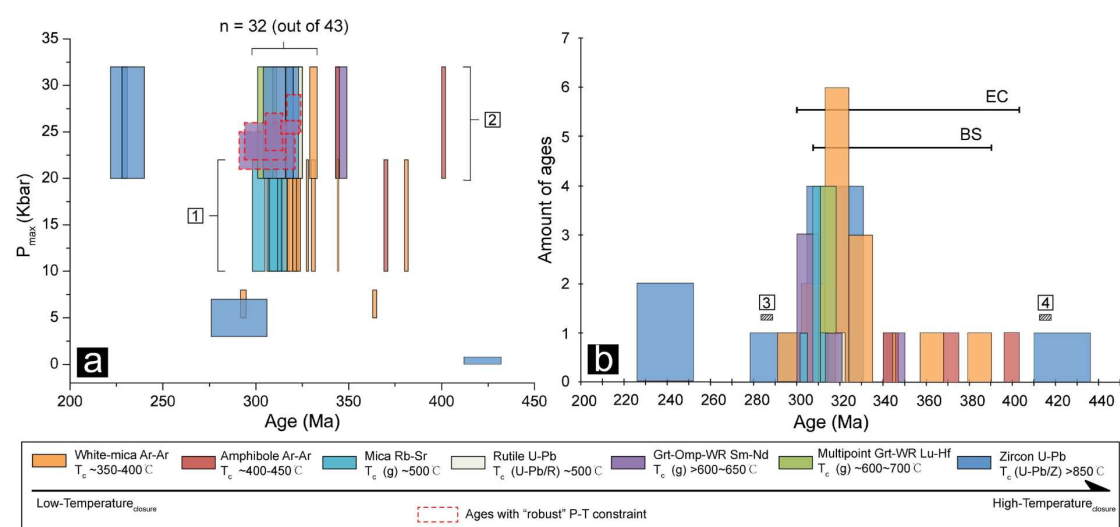 n = 32 (out of 43)
35
30
25
20
15
10
5
0
P max (Kbar)
1
2
a
200
250
300
350
400
450
Age (Ma)
7
6
5
4
3
2
1
0
Amount of ages
EC
BS
3
4
b
220
240
260
280
300
320
340
360
380
400
420
440
Age (Ma)
White-mica Ar-Ar
Tc ~350-400℃
Amphibole Ar-Ar
Tc ~400-450℃
Mica Rb-Sr
Tc (g) ~500℃
Rutile U-Pb
Tc (U-Pb/R) ~500℃
Grt-Omp-WR Sm-Nd
Tc (g) >600~650℃
Multipoint Grt-WR Lu-Hf
Tc (g) ~600~700℃
Zircon U-Pb
Tc (U-Pb/Z) >850℃
Low-Temperature closure
High-Temperature closure
Ages with "robust" P-T constraint